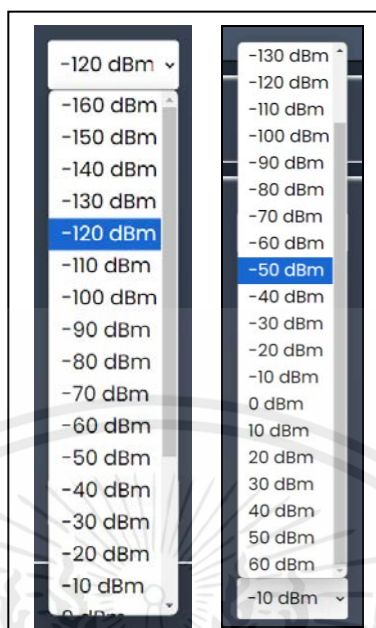 -120 dBm
-160 dBm
-150 dBm
-140 dBm
-130 dBm
-120 dBm
-110 dBm
-100 dBm
-90 dBm
-80 dBm
-70 dBm
-60 dBm
-50 dBm
-40 dBm
-30 dBm
-20 dBm
-10 dBm
0 dBm
-130 dBm
-120 dBm
-110 dBm
-100 dBm
-90 dBm
-80 dBm
-70 dBm
-60 dBm
-50 dBm
-40 dBm
-30 dBm
-20 dBm
-10 dBm
0 dBm
10 dBm
20 dBm
30 dBm
40 dBm
50 dBm
60 dBm
-10 dBm